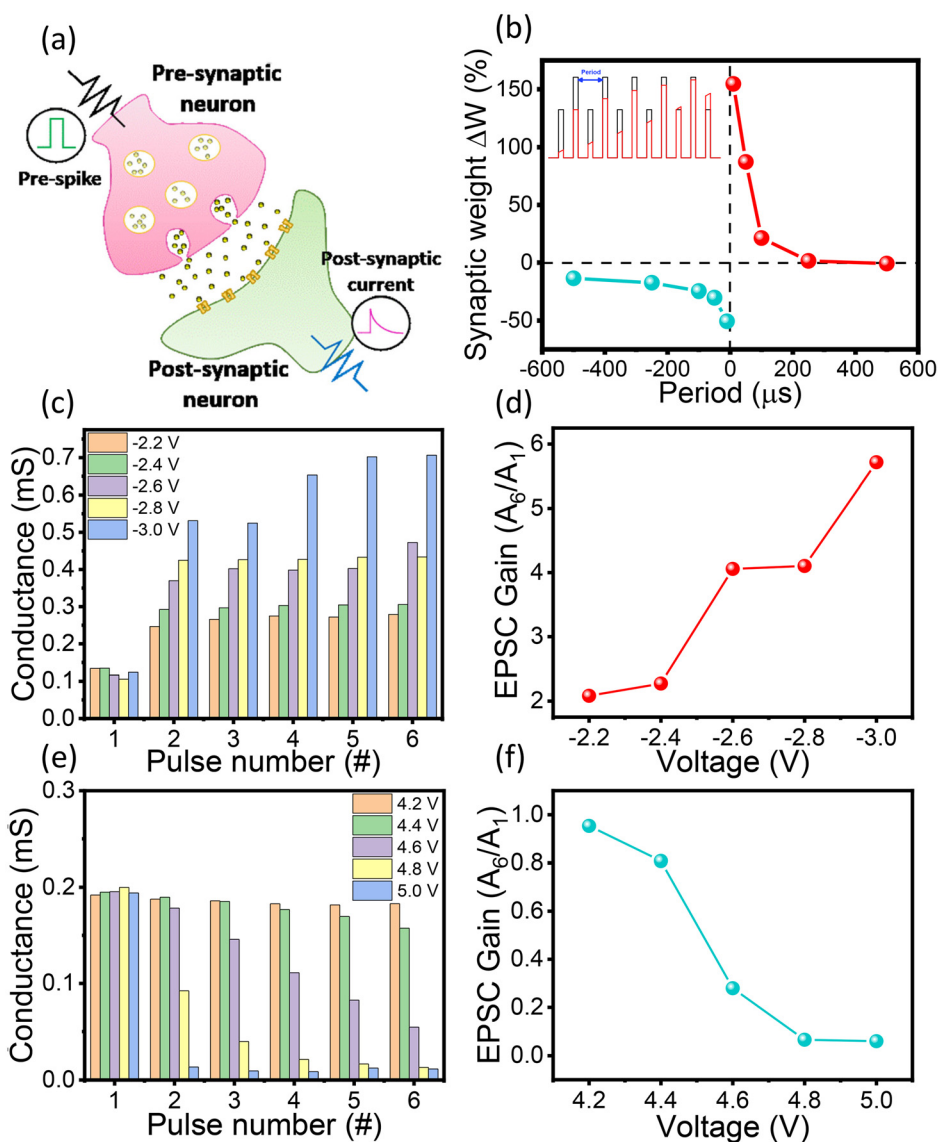 (a)
Pre-synaptic
neuron
Pre-spike
Post-synaptic
current
Post-synaptic
neuron
(b)
Synaptic weight ΔW (%)
150
100
50
0
-50
Period
-600 -400 -200 0 200 400 600
Period (μs)
(c)
Conductance (mS)
0.7
0.6
0.5
0.4
0.3
0.2
0.1
0.0
-2.2 V
-2.4 V
-2.6 V
-2.8 V
-3.0 V
1 2 3 4 5 6
Pulse number (#)
(d)
EPSC Gain (A₆/A₁)
6
5
4
3
2
-2.2 -2.4 -2.6 -2.8 -3.0
Voltage (V)
(e)
Conductance (mS)
0.3
0.2
0.1
0.0
4.2 V
4.4 V
4.6 V
4.8 V
5.0 V
1 2 3 4 5 6
Pulse number (#)
(f)
EPSC Gain (A₆/A₁)
1.0
0.8
0.6
0.4
0.2
0.0
4.2 4.4 4.6 4.8 5.0
Voltage (V)